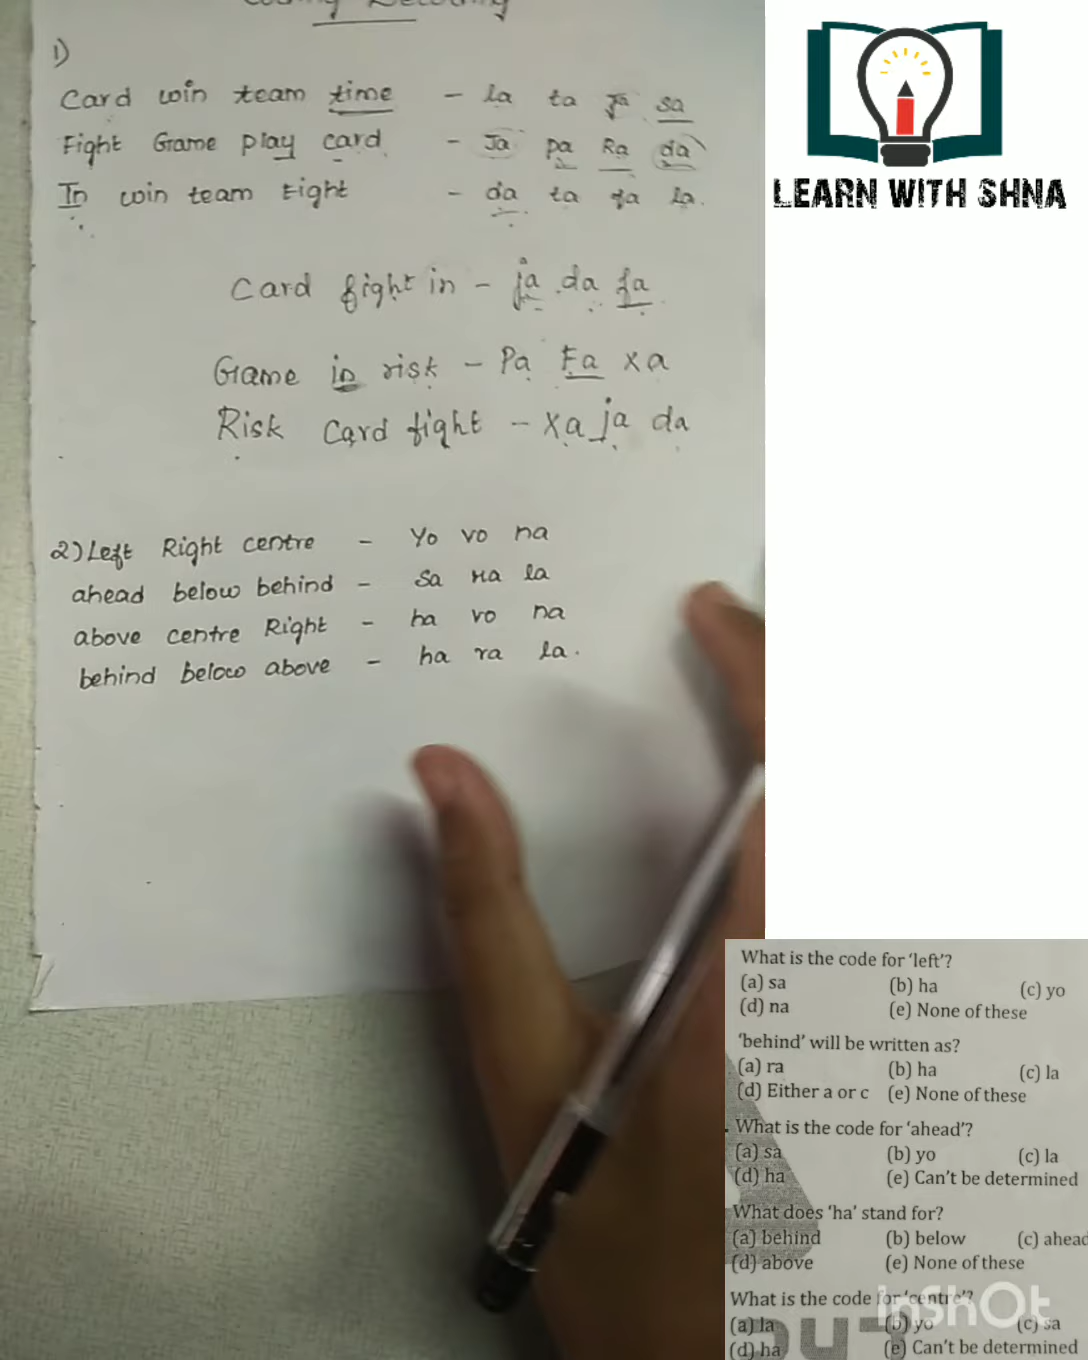 1)
Card win team time - la ta ja sa
Fight Game play card - Ja pa Ra da
In win team Fight - da ta fa la.
Card fight in - ja da fa
Game in risk - Pa Fa xa
Risk Card fight - xa ja da
2) Left Right centre - Yo vo na
ahead below behind - sa ra la
above centre Right - ha vo na
behind below above - ha ra la.
LEARN WITH SHNA
What is the code for 'left'?
(a) sa (b) ha (c) yo
(d) na (e) None of these
'behind' will be written as?
(a) ra (b) ha (c) la
(d) Either a or c (e) None of these
What is the code for 'ahead'?
(a) sa (b) yo (c) la
(d) ha (e) Can't be determined
What does 'ha' stand for?
(a) behind (b) below (c) ahead
(d) above (e) None of these
What is the code for 'centre'?
(a) la (b) yo (c) sa
(d) ha (e) Can't be determined
inShOt